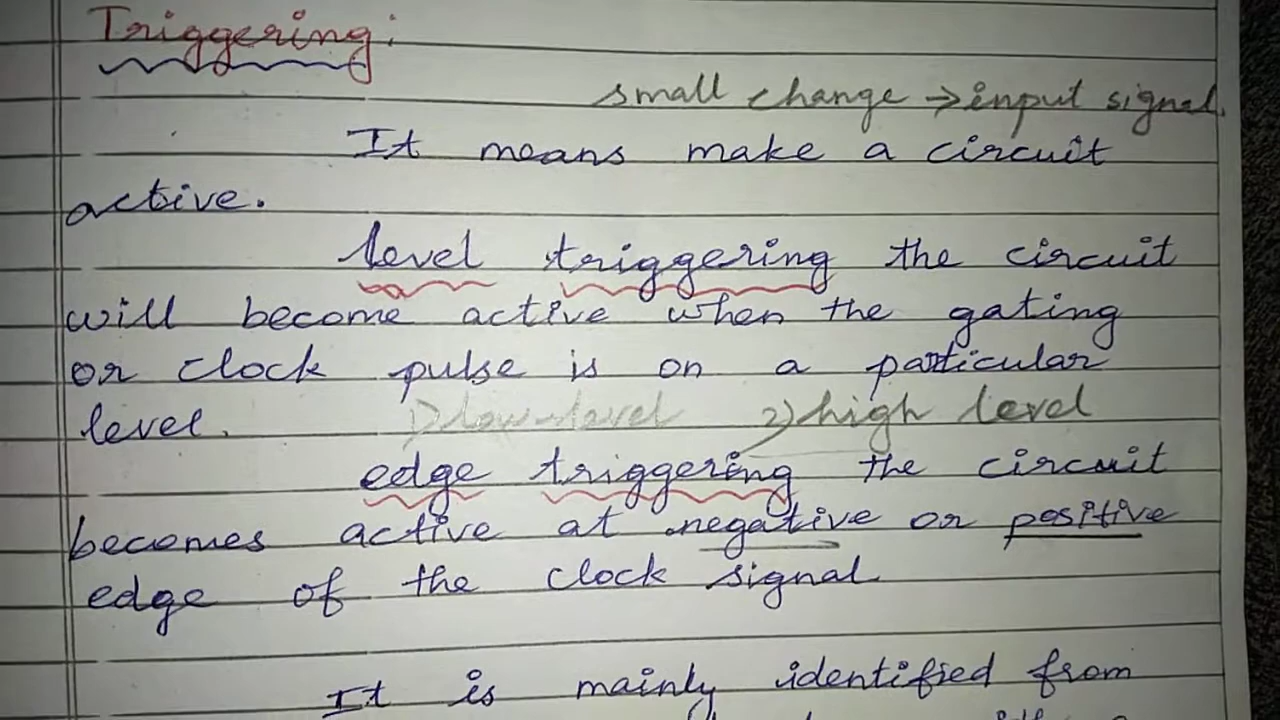 Triggering:
small change → input signal.
It means make a circuit
active.
level triggering the circuit
will become active when the gating
or clock pulse is on a particular
level. 1) low-level 2) high level
edge triggering the circuit
becomes active at negative or positive
edge of the clock signal
It is mainly identified from